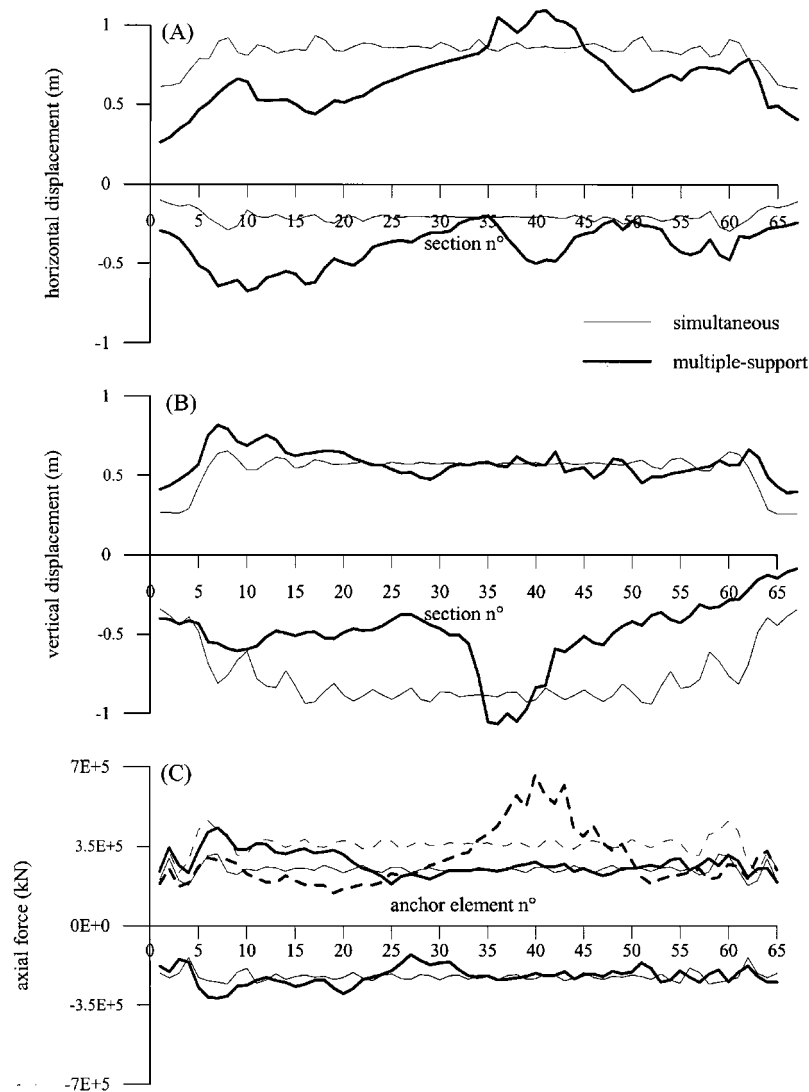 (A)
horizontal displacement (m)
1
0.5
0
-0.5
-1
0 5 10 15 20 25 30 35 40 45 50 55 60 65
section n°
simultaneous
multiple-support
(B)
vertical displacement (m)
1
0.5
0
-0.5
-1
0 5 10 15 20 25 30 35 40 45 50 55 60 65
section n°
(C)
axial force (kN)
7E+5
3.5E+5
0E+0
-3.5E+5
-7E+5
anchor element n°
0 5 10 15 20 25 30 35 40 45 50 55 60 65